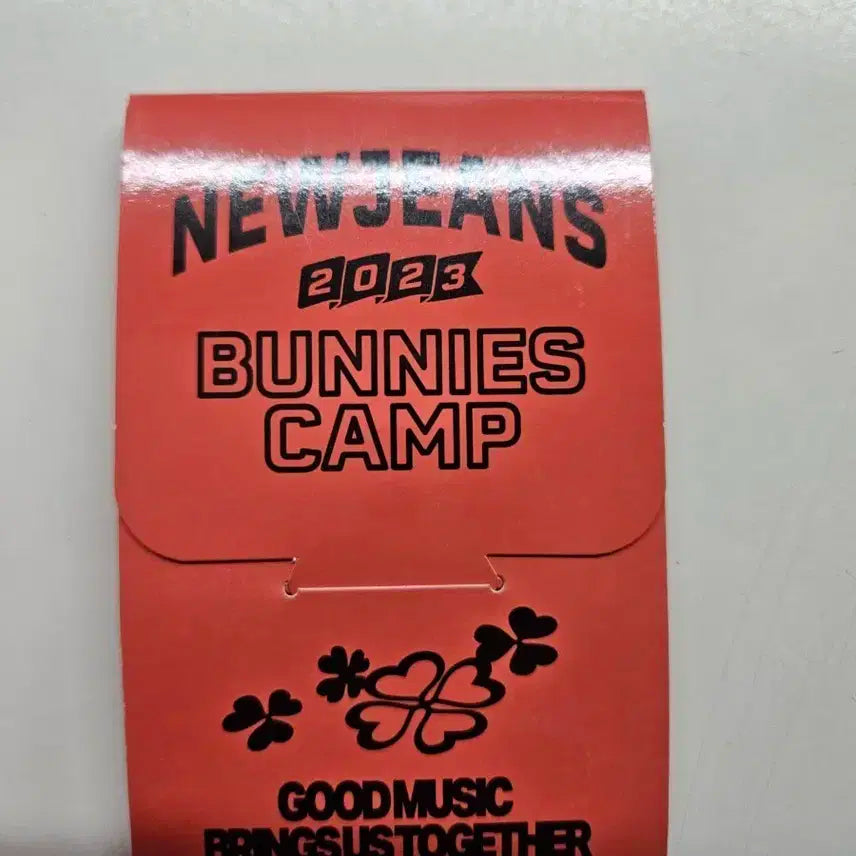 NEWJEANS
2023
BUNNIES
CAMP
GOOD MUSIC
BRINGS US TOGETHER